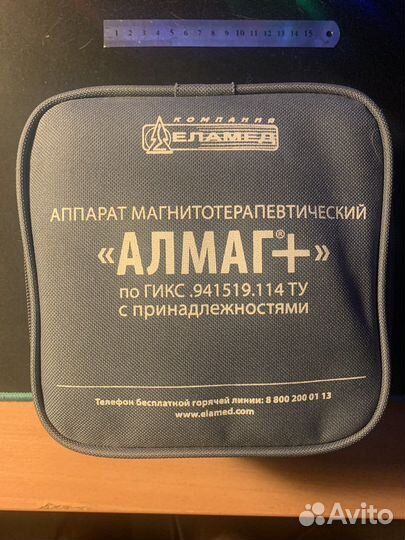 1 2 3 4 5 6 7 8 9 10 11 12 13 14 15
КОМПАНИЯ
ЕЛАМЕД
АППАРАТ МАГНИТОТЕРАПЕВТИЧЕСКИЙ
«АЛМАГ®+»
по ГИКС .941519.114 ТУ
с принадлежностями
Телефон бесплатной горячей линии: 8 800 200 01 13
www.elamed.com
Avito